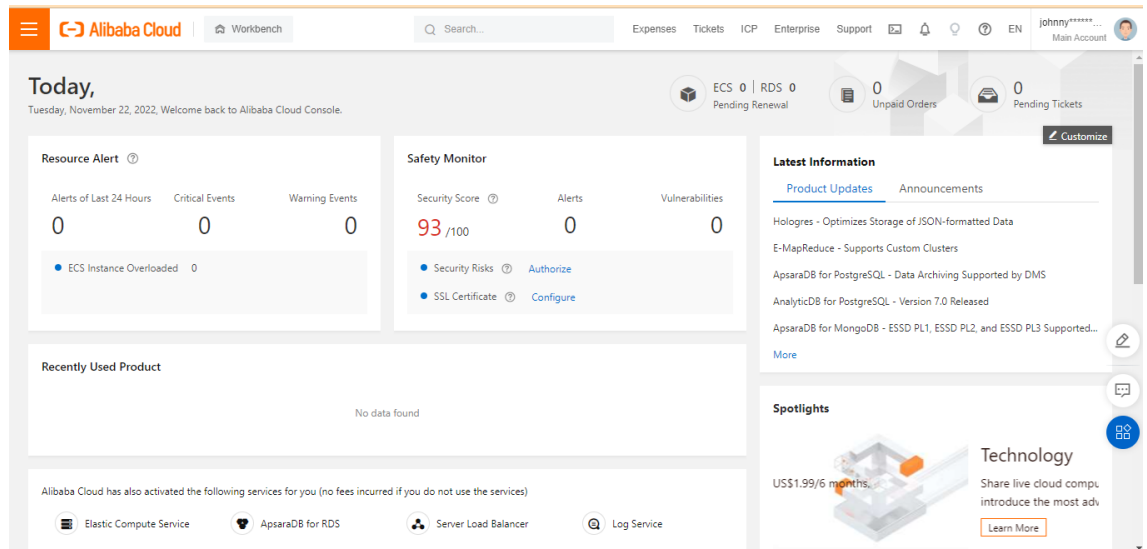 Alibaba Cloud
Workbench
Search...
Expenses
Tickets
ICP
Enterprise
Support
EN
johnny******...
Main Account
Today,
Tuesday, November 22, 2022, Welcome back to Alibaba Cloud Console.
ECS 0 | RDS 0
Pending Renewal
0
Unpaid Orders
0
Pending Tickets
Customize
Resource Alert
Alerts of Last 24 Hours
Critical Events
Warning Events
0
0
0
ECS Instance Overloaded 0
Safety Monitor
Security Score
Alerts
Vulnerabilities
93 /100
0
0
Security Risks
Authorize
SSL Certificate
Configure
Latest Information
Product Updates
Announcements
Hologres - Optimizes Storage of JSON-formatted Data
E-MapReduce - Supports Custom Clusters
ApsaraDB for PostgreSQL - Data Archiving Supported by DMS
AnalyticDB for PostgreSQL - Version 7.0 Released
ApsaraDB for MongoDB - ESSD PL1, ESSD PL2, and ESSD PL3 Supported...
More
Recently Used Product
No data found
Spotlights
US$1.99/6 months,
Technology
Share live cloud compu
introduce the most adv
Learn More
Alibaba Cloud has also activated the following services for you (no fees incurred if you do not use the services)
Elastic Compute Service
ApsaraDB for RDS
Server Load Balancer
Log Service